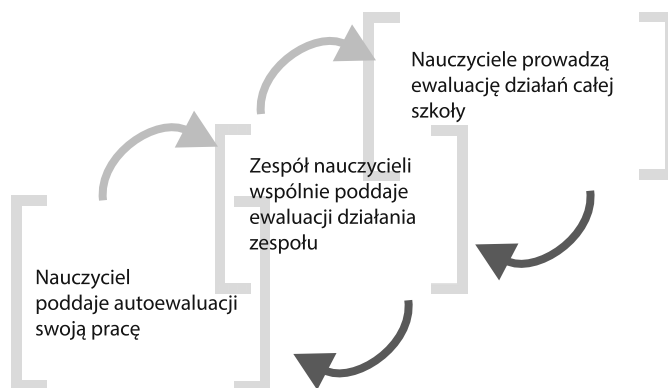 Nauczyciele prowadzą
ewaluację działań całej
szkoły
Zespół nauczycieli
wspólnie poddaje
ewaluacji działania
zespołu
Nauczyciel
poddaje autoewaluacji
swoją pracę